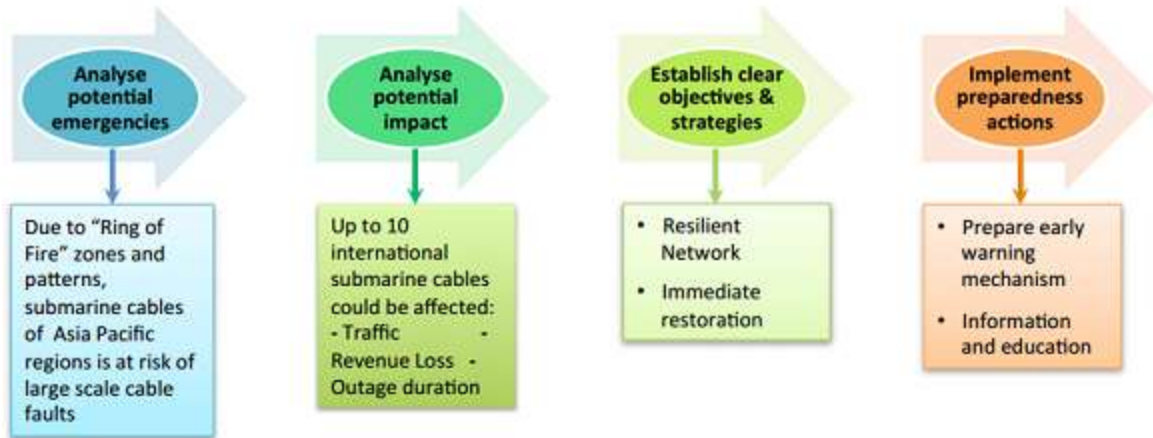 Analyse
potential
emergencies
Due to “Ring of
Fire” zones and
patterns,
submarine cables
of Asia Pacific
regions is at risk of
large scale cable
faults
Analyse
potential
impact
Up to 10
international
submarine cables
could be affected:
- Traffic -
Revenue Loss -
Outage duration
Establish clear
objectives &
strategies
• Resilient
Network
• Immediate
restoration
Implement
preparedness
actions
• Prepare early
warning
mechanism
• Information
and education